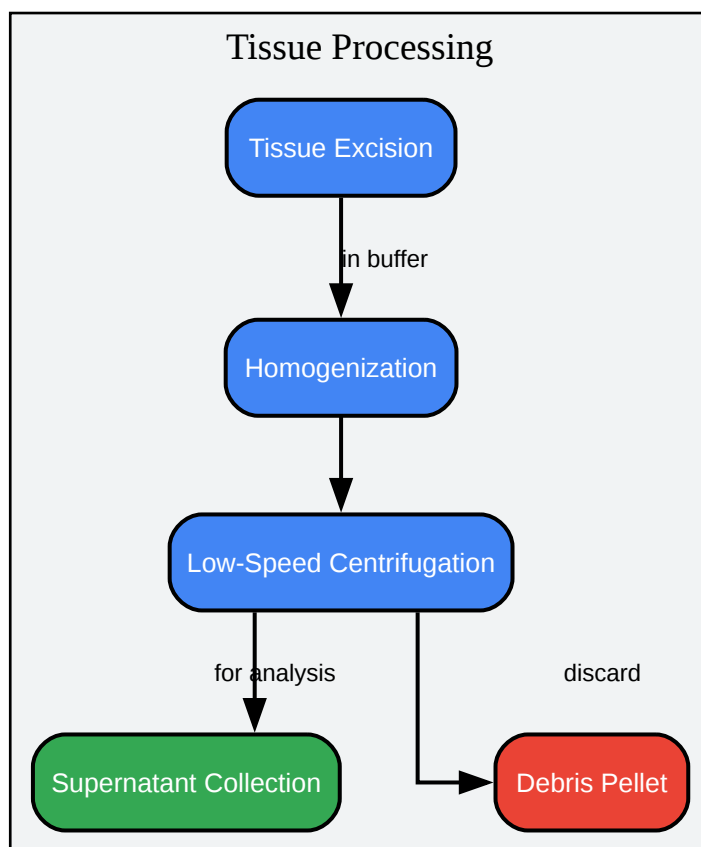 Tissue Processing
Tissue Excision
in buffer
Homogenization
Low-Speed Centrifugation
for analysis
discard
Supernatant Collection
Debris Pellet